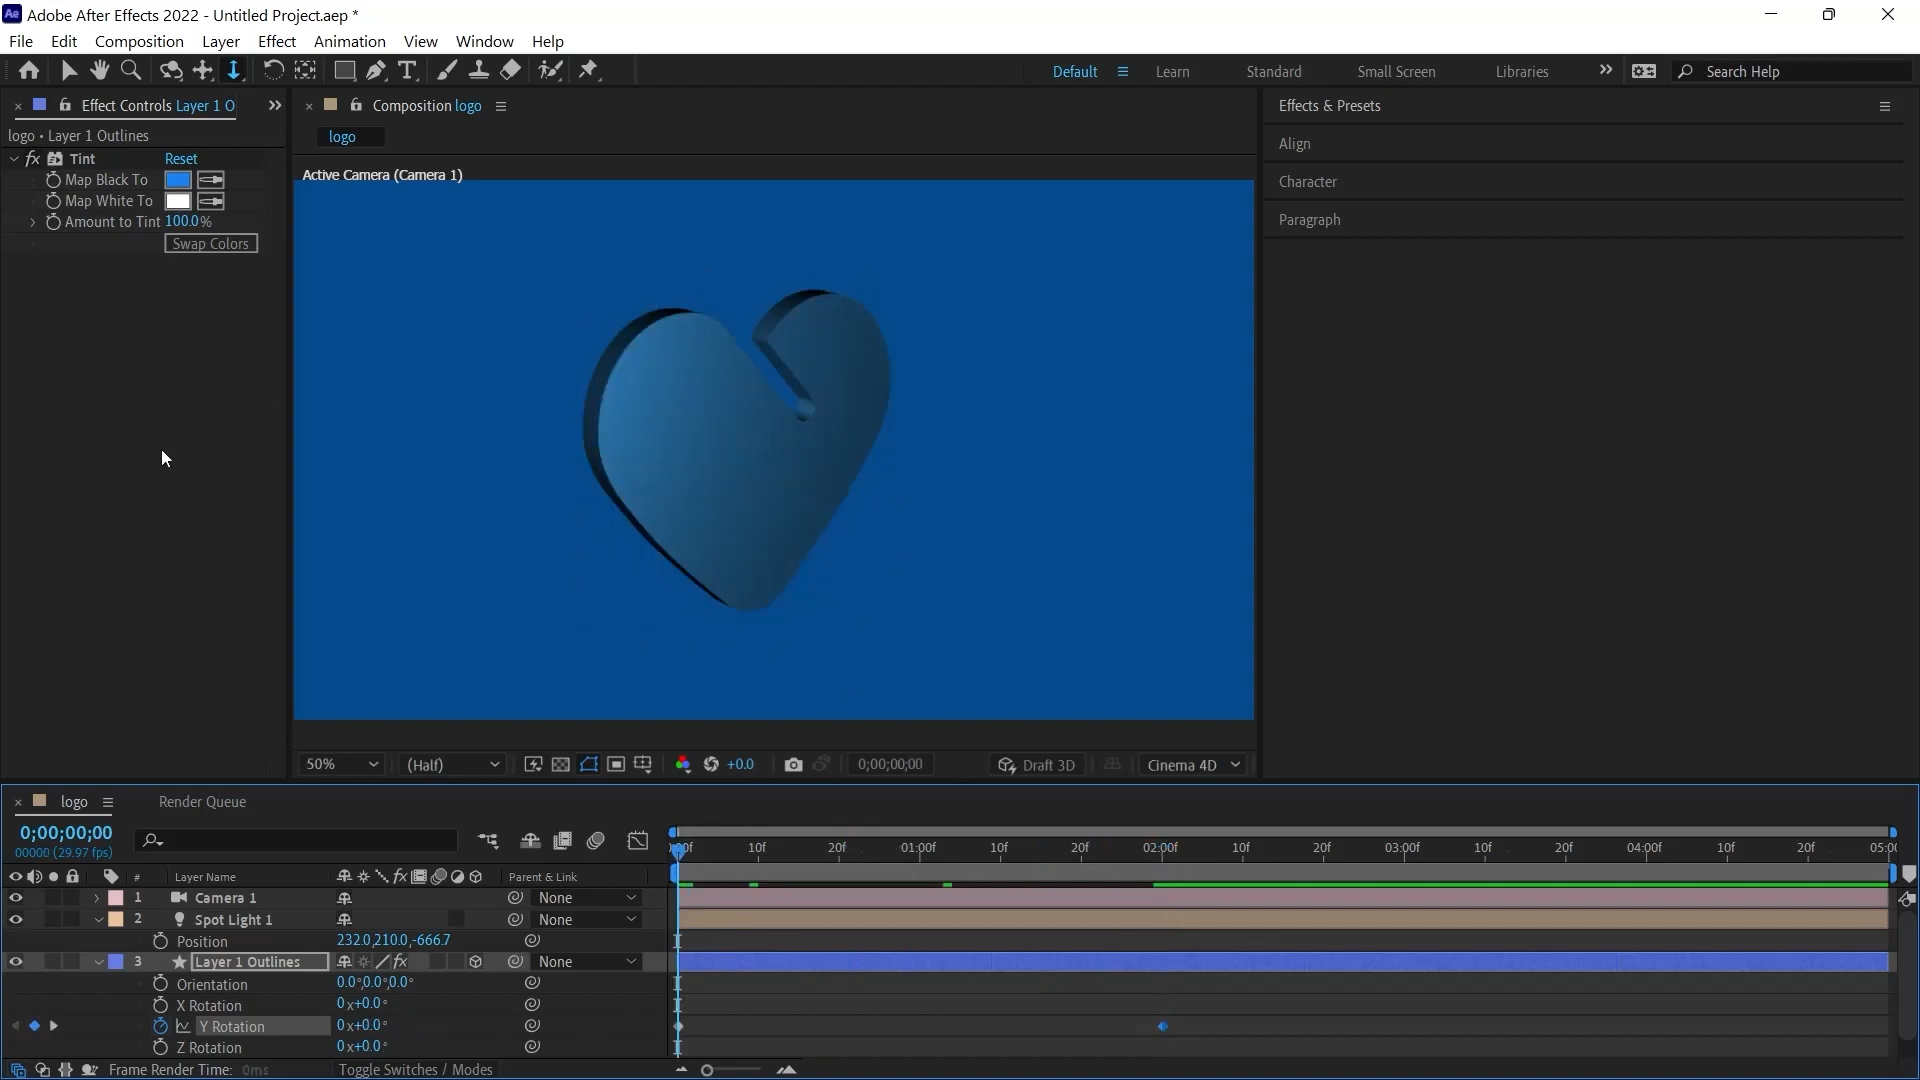 Adobe After Effects 2022 - Untitled Project.aep *
File Edit Composition Layer Effect Animation View Window Help
Default Learn Standard Small Screen Libraries Search Help
Effect Controls Layer 1 O
logo • Layer 1 Outlines
fx Tint Reset
Map Black To
Map White To
Amount to Tint 100.0%
Swap Colors
Composition logo
logo
Active Camera (Camera 1)
Effects & Presets
Align
Character
Paragraph
50% (Half) +0.0 0;00;00;00 Draft 3D Cinema 4D
logo Render Queue
0;00;00;00
00000 (29.97 fps)
10f 20f 01:00f 10f 20f 02:00f 10f 20f 03:00f 10f 20f 04:00f 10f 20f 05:0
# Layer Name fx Parent & Link
1 Camera 1 None
2 Spot Light 1 None
Position 232.0,210.0,-666.7
3 Layer 1 Outlines fx None
Orientation 0.0°,0.0°,0.0°
X Rotation 0x+0.0°
Y Rotation 0x+0.0°
Z Rotation 0x+0.0°
Frame Render Time: 0ms Toggle Switches / Modes